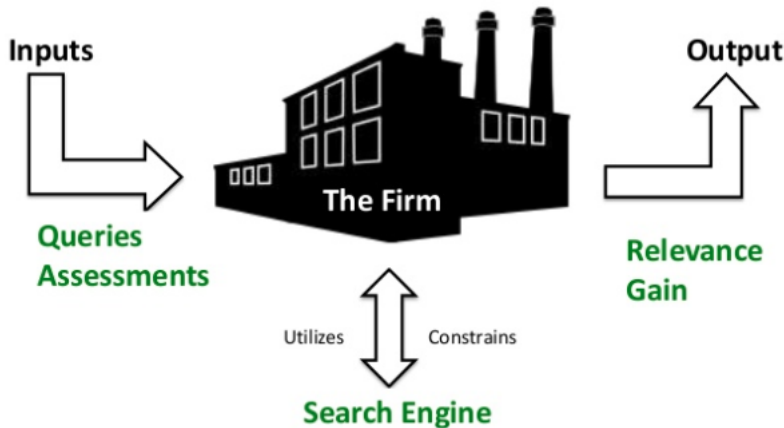 Inputs
Output
The Firm
Queries
Assessments
Relevance
Gain
Utilizes
Constrains
Search Engine